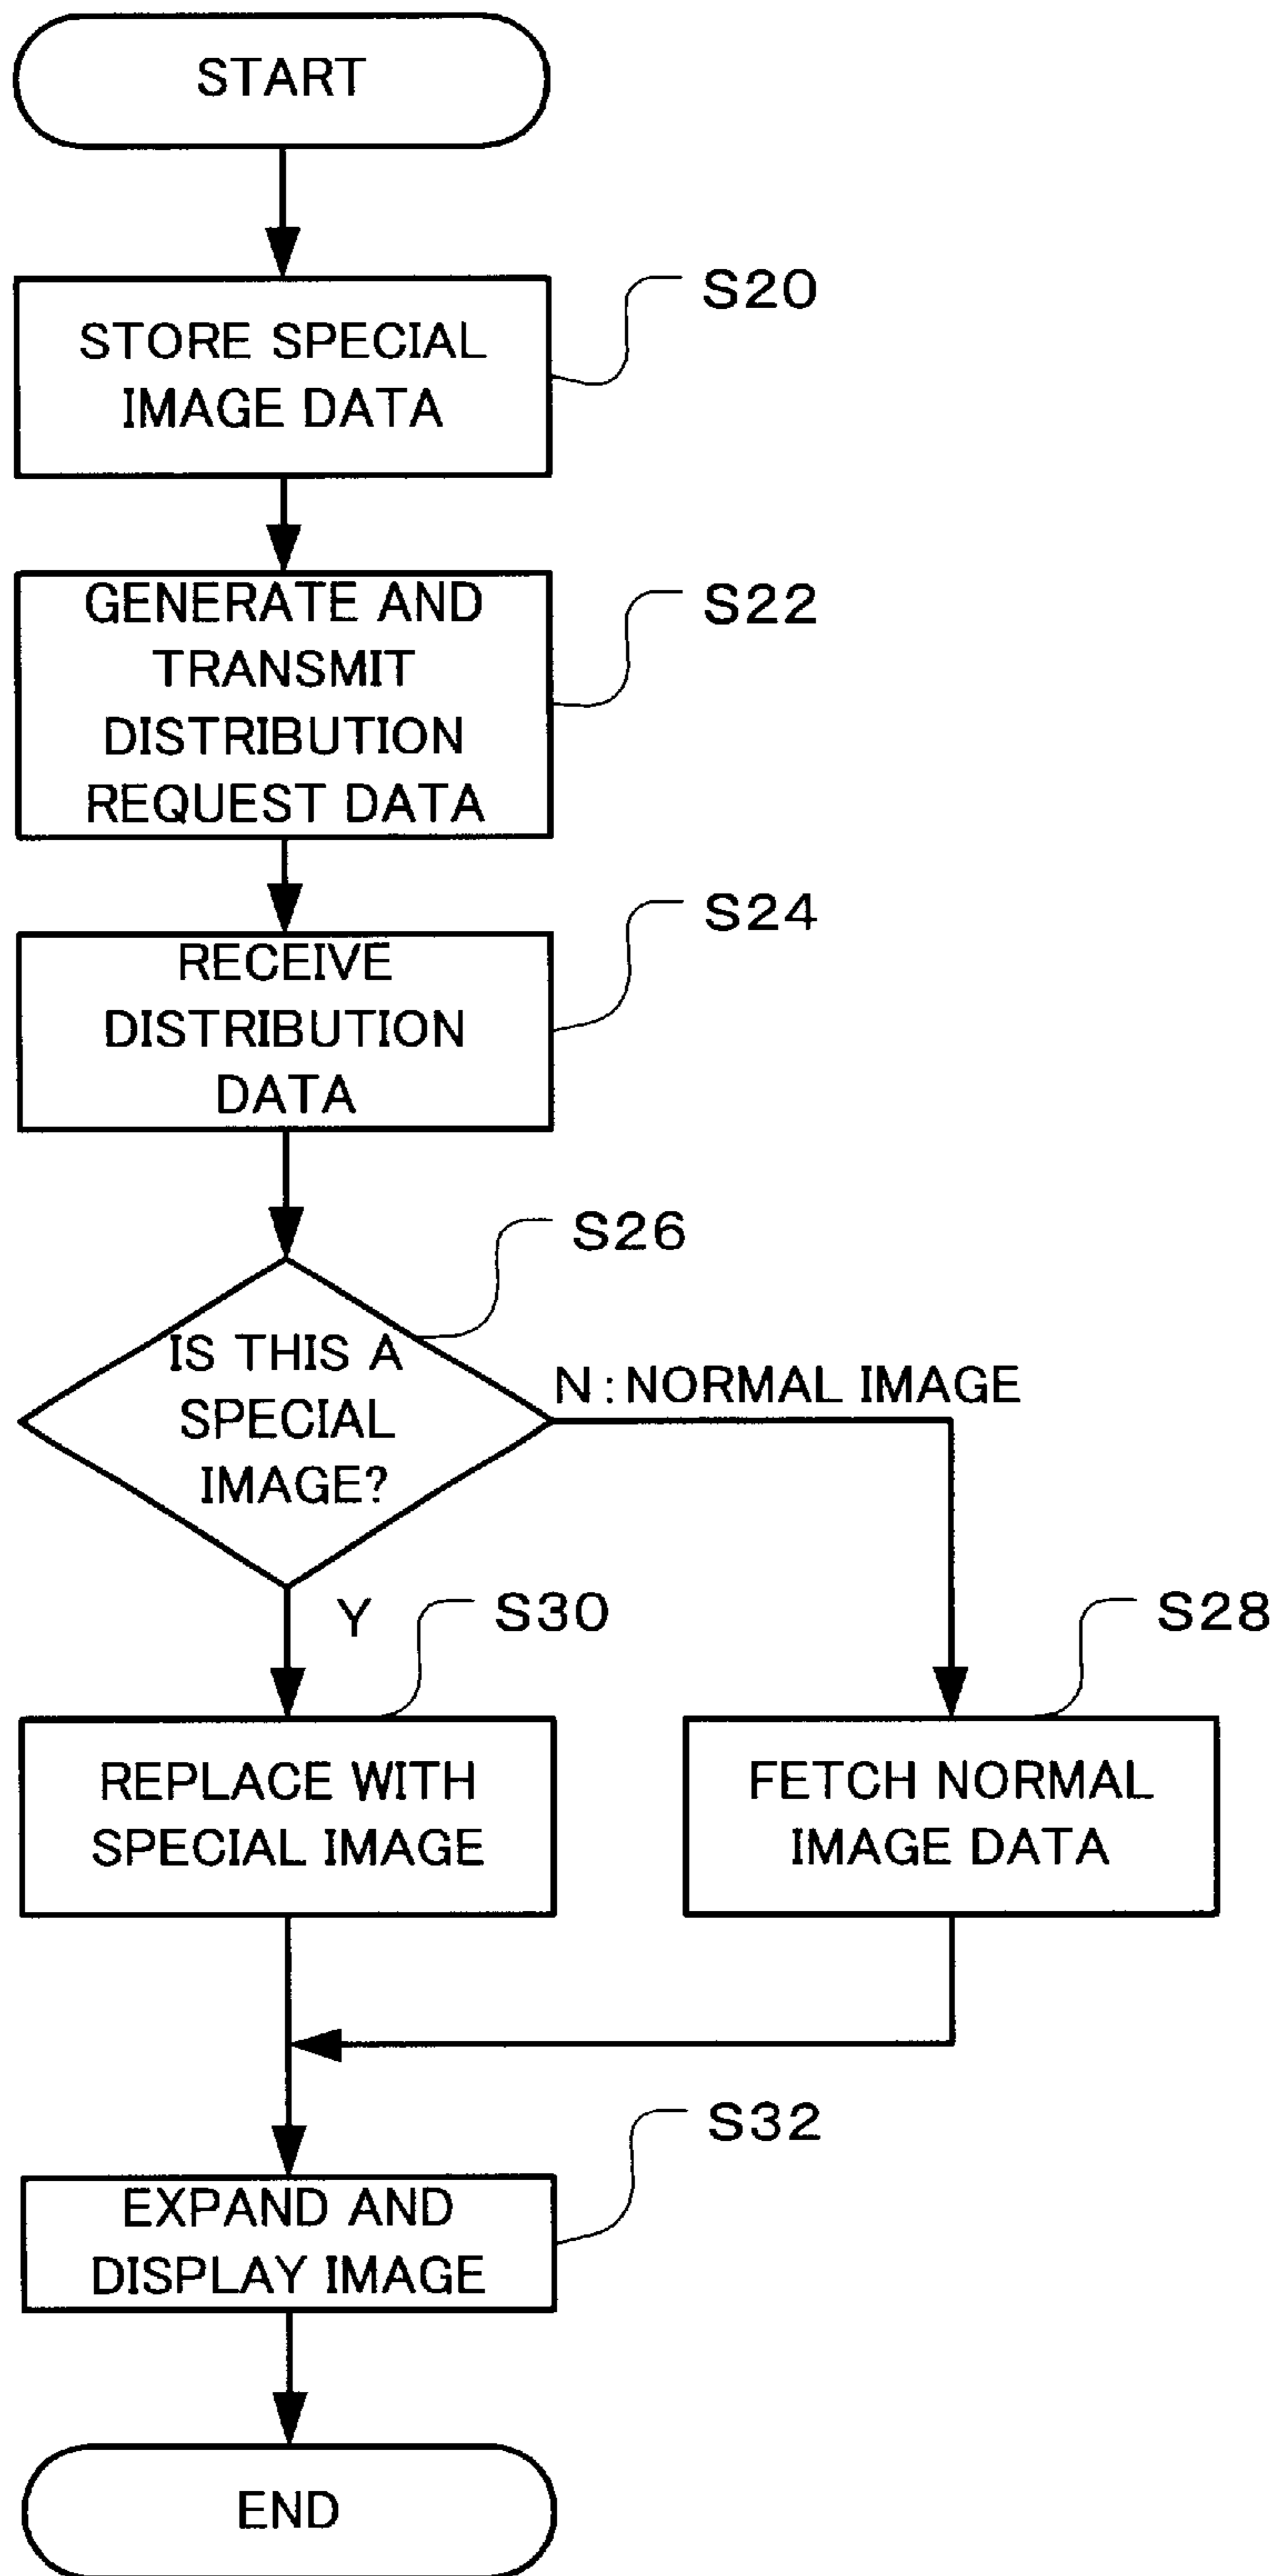 START
S20
STORE SPECIAL
IMAGE DATA
S22
GENERATE AND
TRANSMIT
DISTRIBUTION
REQUEST DATA
S24
RECEIVE
DISTRIBUTION
DATA
S26
IS THIS A
SPECIAL
IMAGE?
N:NORMAL IMAGE
Y
S30
S28
REPLACE WITH
SPECIAL IMAGE
FETCH NORMAL
IMAGE DATA
S32
EXPAND AND
DISPLAY IMAGE
END